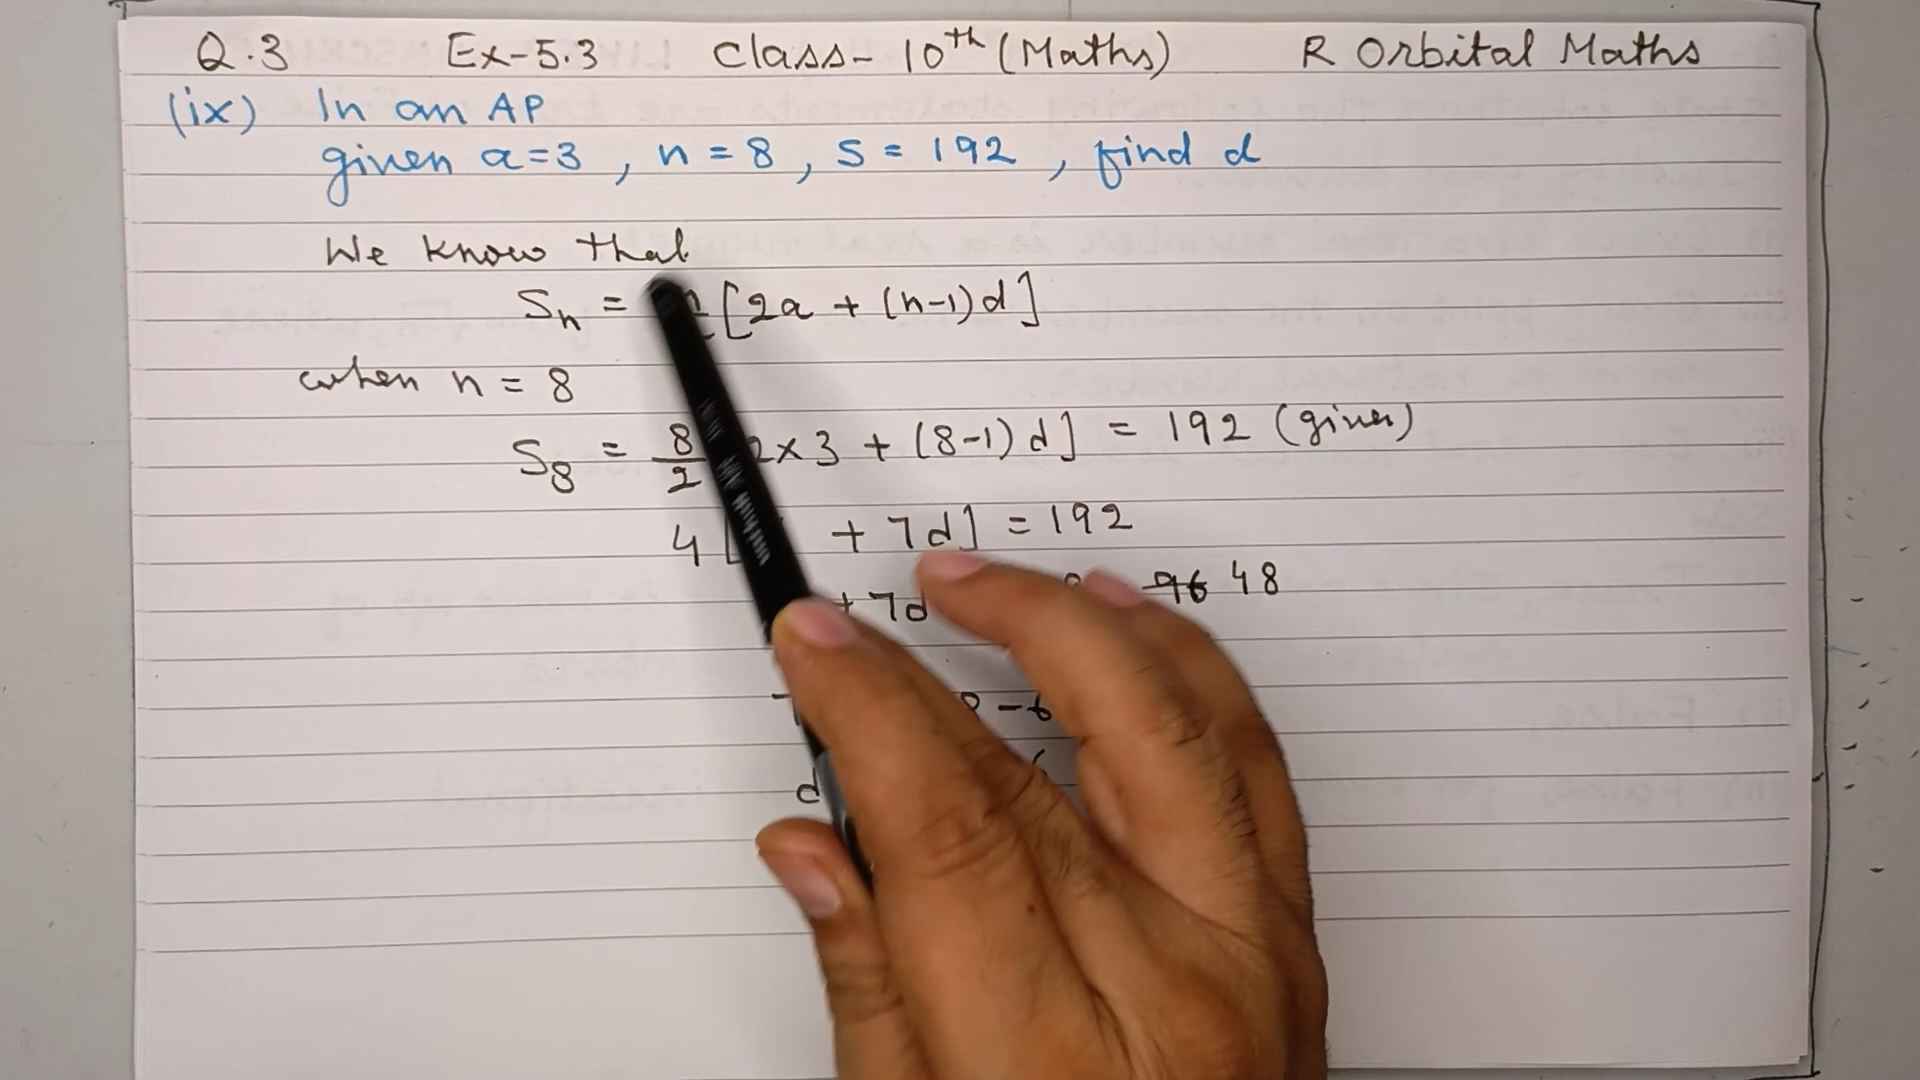 Q.3 Ex-5.3 Class- 10th (Maths) R Orbital Maths
(ix) In an AP
given a=3, n=8, S=192, find d
We know that
Sn = [2a + (n-1)d]
when n = 8
S8 = 8/2 2×3 + (8-1)d] = 192 (given)
4 [ + 7d] = 192
+ 7d 96 48
-6
d